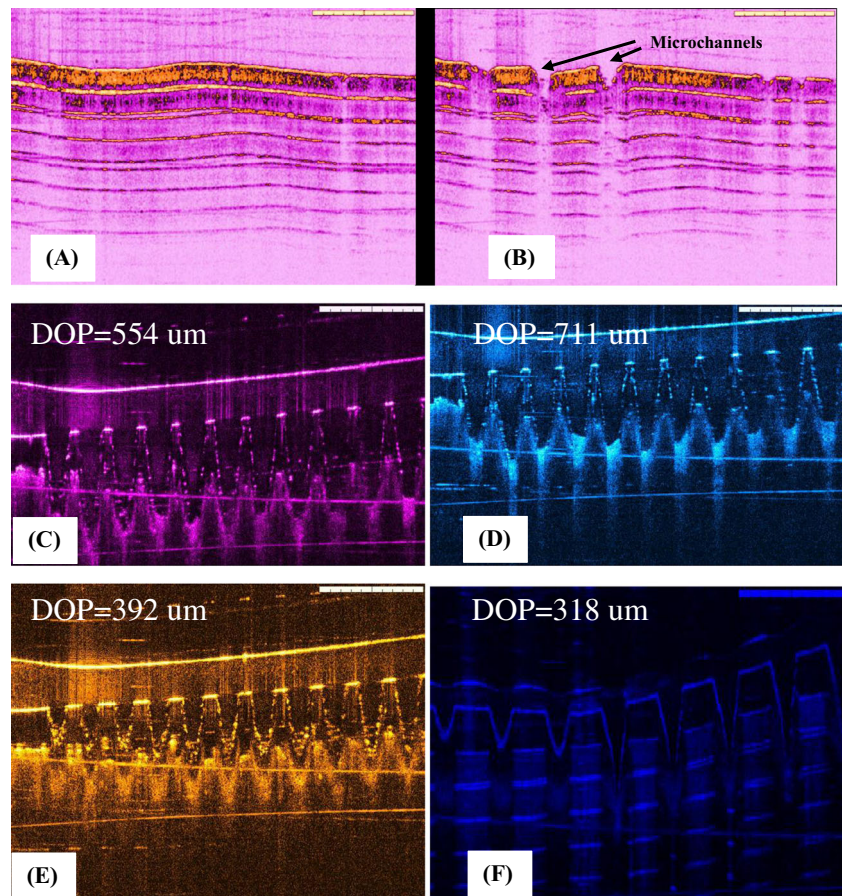 Microchannels
(A)
(B)
DOP=554 um
DOP=711 um
(C)
(D)
DOP=392 um
DOP=318 um
(E)
(F)